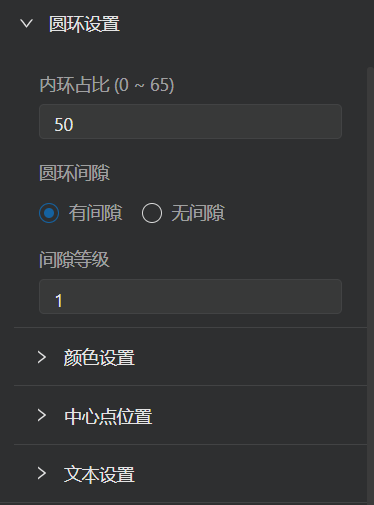 圆环设置
内环占比 (0 ~ 65)
50
圆环间隙
有间隙 无间隙
间隙等级
1
颜色设置
中心点位置
文本设置